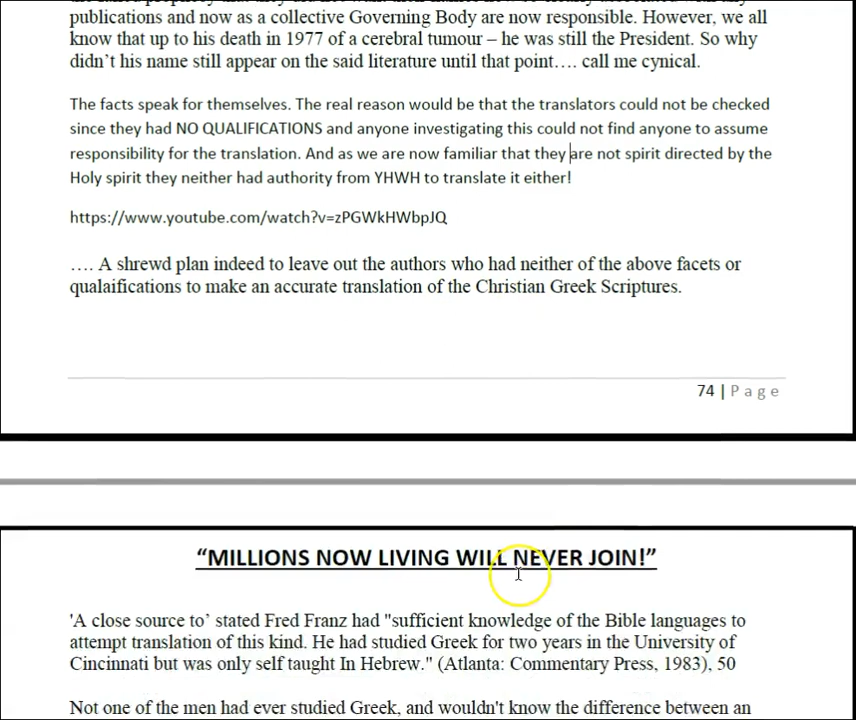 publications and now as a collective Governing Body are now responsible. However, we all
know that up to his death in 1977 of a cerebral tumour – he was still the President. So why
didn't his name still appear on the said literature until that point…. call me cynical.
The facts speak for themselves. The real reason would be that the translators could not be checked
since they had NO QUALIFICATIONS and anyone investigating this could not find anyone to assume
responsibility for the translation. And as we are now familiar that they are not spirit directed by the
Holy spirit they neither had authority from YHWH to translate it either!
https://www.youtube.com/watch?v=zPGWkHWbpJQ
…. A shrewd plan indeed to leave out the authors who had neither of the above facets or
qualaifications to make an accurate translation of the Christian Greek Scriptures.
74 | P a g e
“MILLIONS NOW LIVING WILL NEVER JOIN!”
'A close source to’ stated Fred Franz had "sufficient knowledge of the Bible languages to
attempt translation of this kind. He had studied Greek for two years in the University of
Cincinnati but was only self taught In Hebrew." (Atlanta: Commentary Press, 1983), 50
Not one of the men had ever studied Greek, and wouldn't know the difference between an